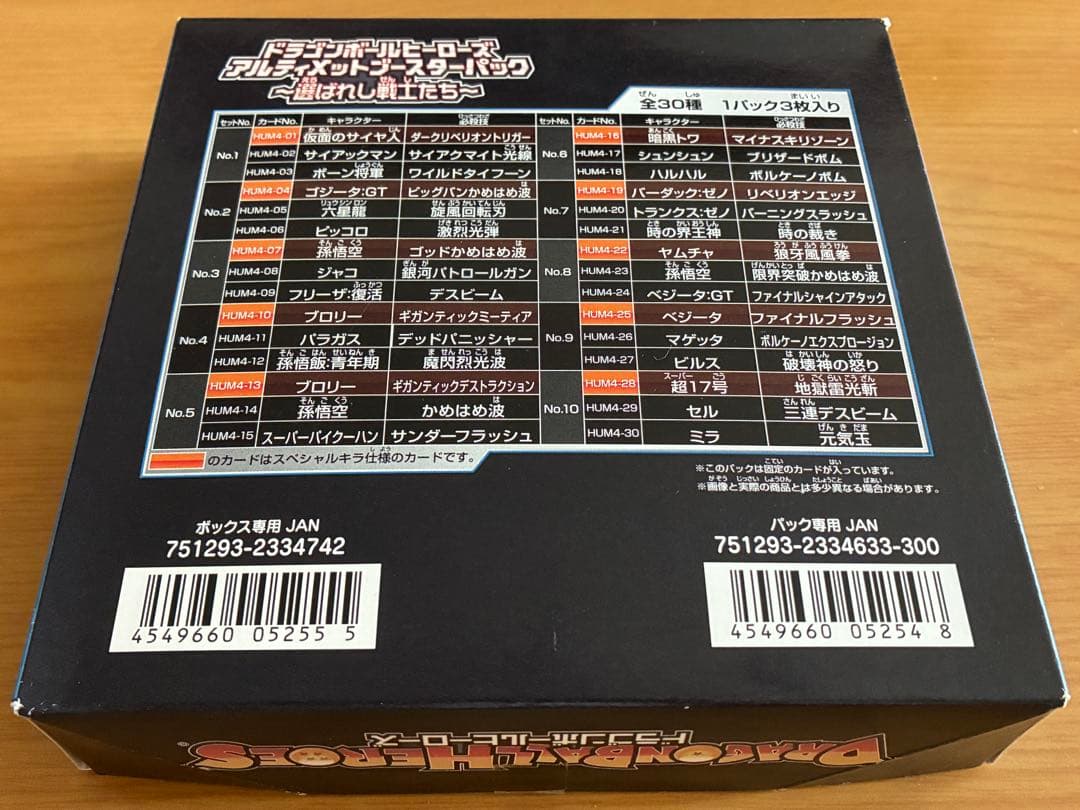 ドラゴンボールヒーローズ
アルティメットブースターパック
～選ばれし戦士たち～
全30種 1パック3枚入り
セットNo. カードNo. キャラクター 必殺技
No.1 HUM4-01 仮面のサイヤ人 ダークリベリオントリガー
HUM4-02 サイアックマン サイアクマイト光線
HUM4-03 ボーン将軍 ワイルドタイフーン
No.2 HUM4-04 ゴジータ:GT ビッグバンかめはめ波
HUM4-05 六星龍 旋風回転刃
HUM4-06 ピッコロ 激烈光弾
No.3 HUM4-07 孫悟空 ゴッドかめはめ波
HUM4-08 ジャコ 銀河パトロールガン
HUM4-09 フリーザ:復活 デスビーム
No.4 HUM4-10 ブロリー ギガンティックミーティア
HUM4-11 パラガス デッドパニッシャー
HUM4-12 孫悟飯:青年期 魔閃烈光波
No.5 HUM4-13 ブロリー ギガンティックデストラクション
HUM4-14 孫悟空 かめはめ波
HUM4-15 スーパーパイクーハン サンダーフラッシュ
セットNo. カードNo. キャラクター 必殺技
No.6 HUM4-16 暗黒トワ マイナスキリゾーン
HUM4-17 シュンシュン ブリザードボム
HUM4-18 ハルハル ボルケーノボム
No.7 HUM4-19 バーダック:ゼノ リベリオンエッジ
HUM4-20 トランクス:ゼノ バーニングスラッシュ
HUM4-21 時の界王神 時の裁き
No.8 HUM4-22 ヤムチャ 狼牙風風拳
HUM4-23 孫悟空 限界突破かめはめ波
HUM4-24 ベジータ:GT ファイナルシャインアタック
No.9 HUM4-25 ベジータ ファイナルフラッシュ
HUM4-26 マゲッタ ボルケーノエクスプロージョン
HUM4-27 ビルス 破壊神の怒り
No.10 HUM4-28 超17号 地獄雷光斬
HUM4-29 セル 三連デスビーム
HUM4-30 ミラ 元気玉
のカードはスペシャルキラ仕様のカードです。
※このパックは固定のカードが入っています。
※画像と実際の商品とは多少異なる場合があります。
ボックス専用 JAN
751293-2334742
4549660 05255 5
パック専用 JAN
751293-2334633-300
4549660 05254 8
DRAGONBALL HEROES
ドラゴンボールヒーローズ